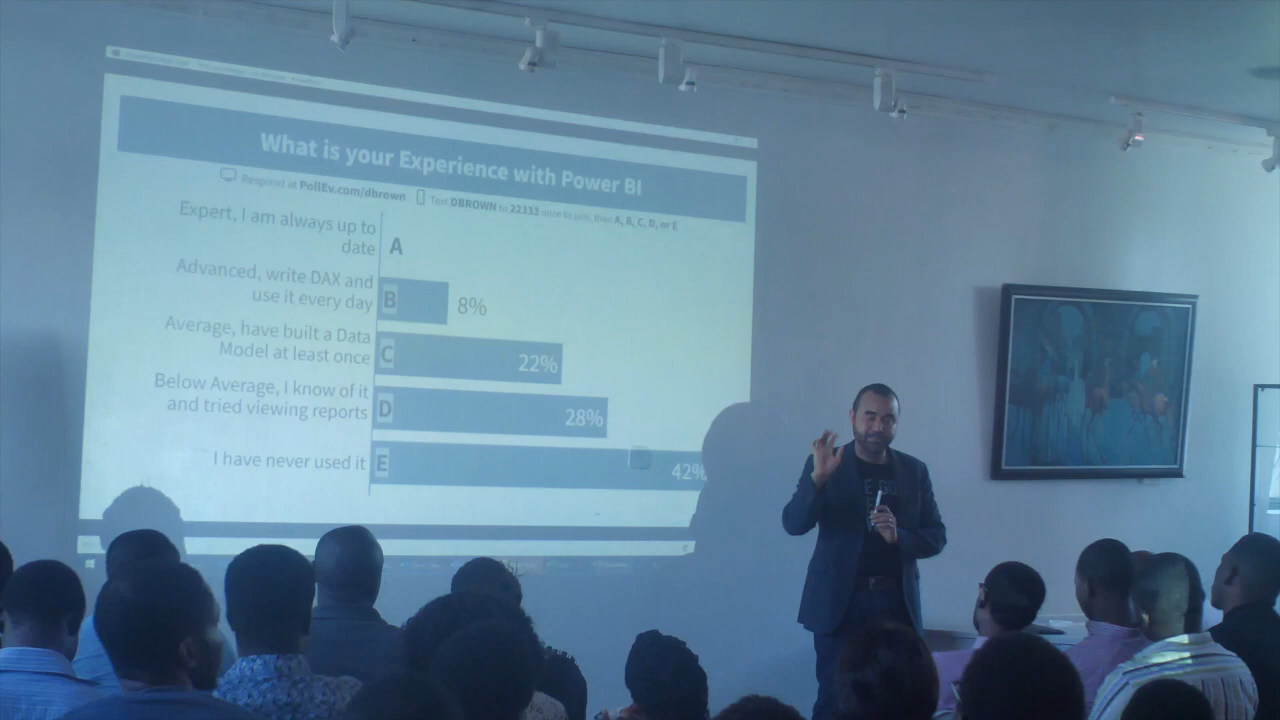 What is your Experience with Power BI
Respond at PollEv.com/dbrown Text DBROWN to 22333 once to join, then A, B, C, D, or E
Expert, I am always up to
date A
Advanced, write DAX and
use it every day B 8%
Average, have built a Data
Model at least once C 22%
Below Average, I know of it
and tried viewing reports D 28%
I have never used it E 42%